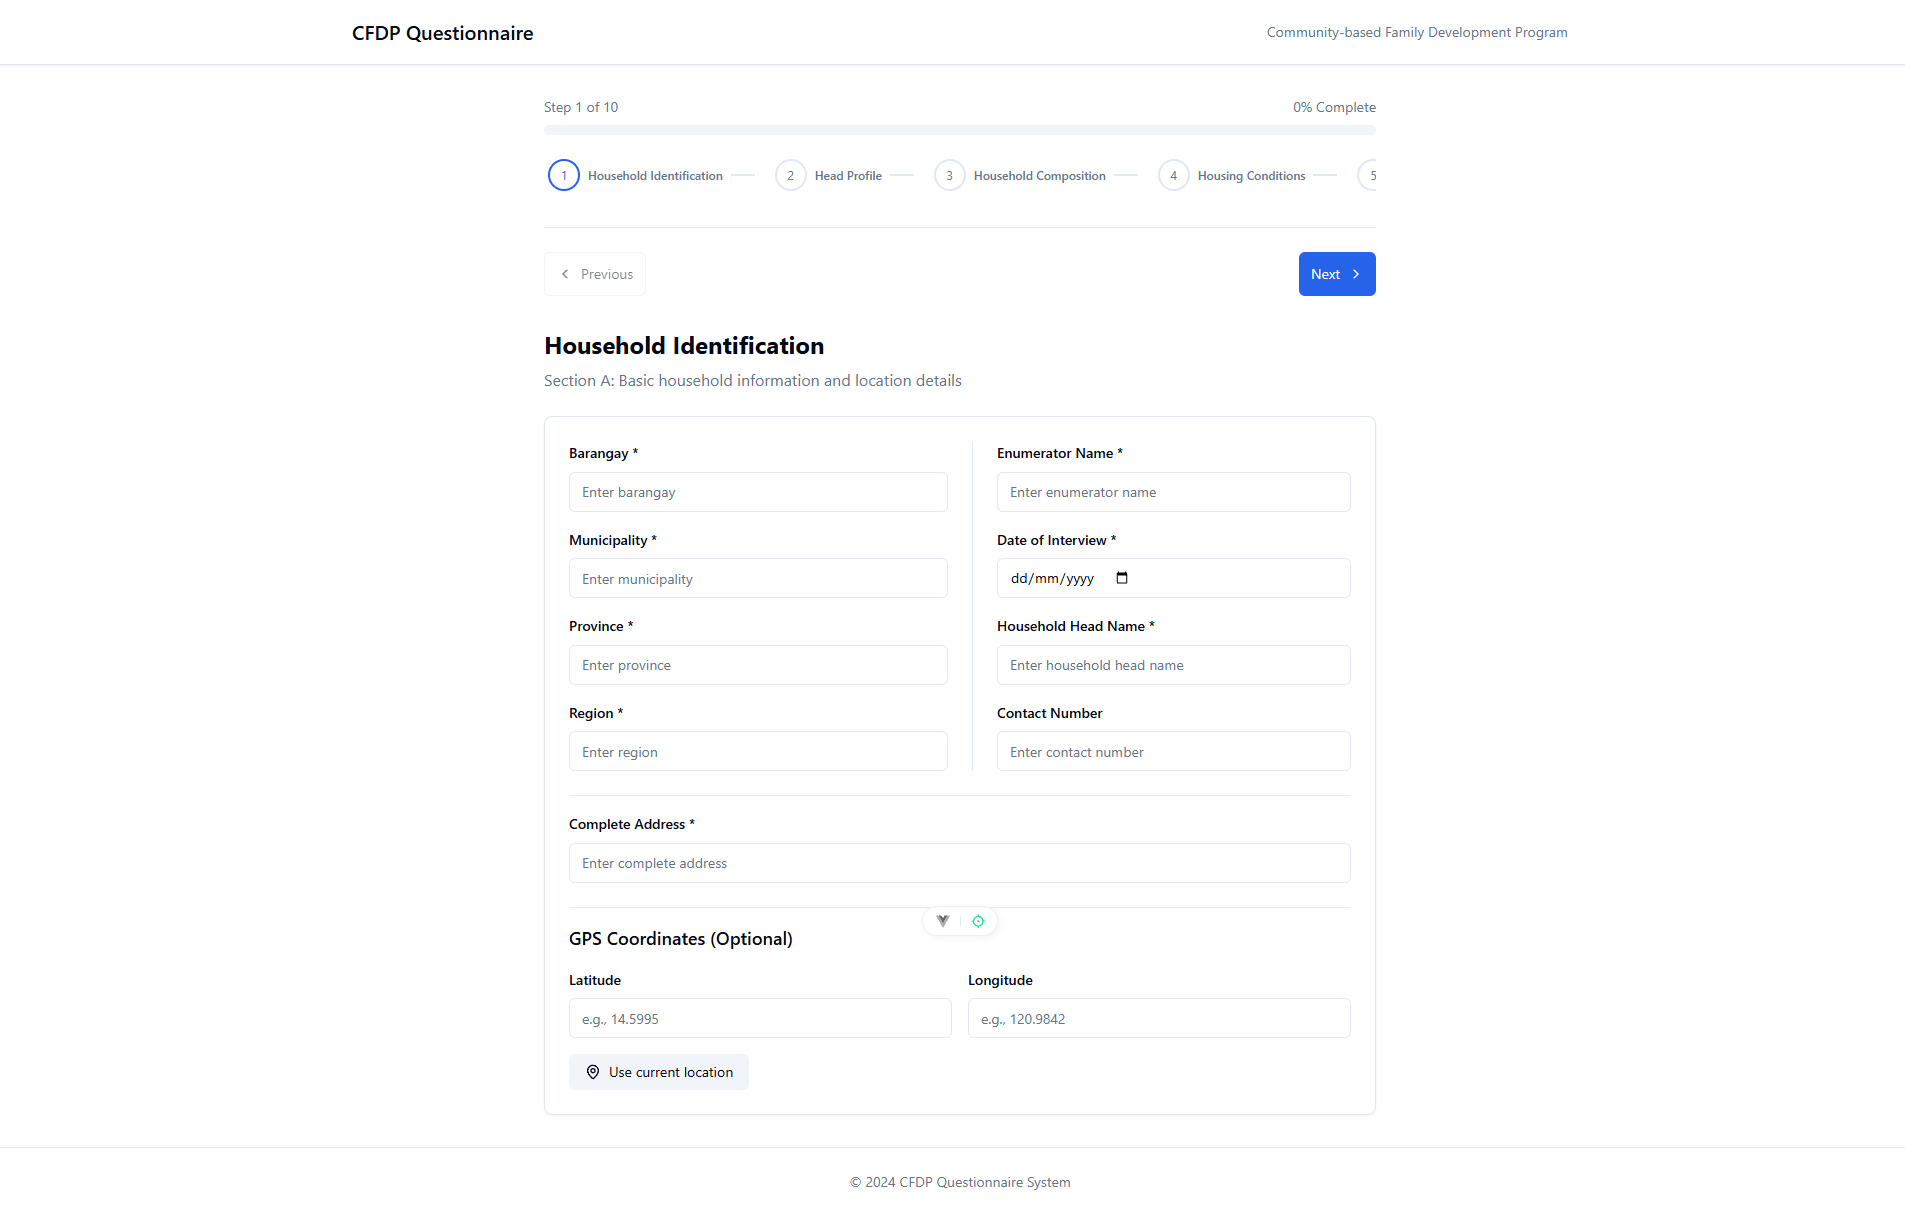 CFDP Questionnaire
Community-based Family Development Program
Step 1 of 10
0% Complete
1 Household Identification
2 Head Profile
3 Household Composition
4 Housing Conditions
5
Previous
Next
Household Identification
Section A: Basic household information and location details
Barangay *
Enter barangay
Municipality *
Enter municipality
Province *
Enter province
Region *
Enter region
Enumerator Name *
Enter enumerator name
Date of Interview *
dd/mm/yyyy
Household Head Name *
Enter household head name
Contact Number
Enter contact number
Complete Address *
Enter complete address
GPS Coordinates (Optional)
Latitude
e.g., 14.5995
Longitude
e.g., 120.9842
Use current location
© 2024 CFDP Questionnaire System